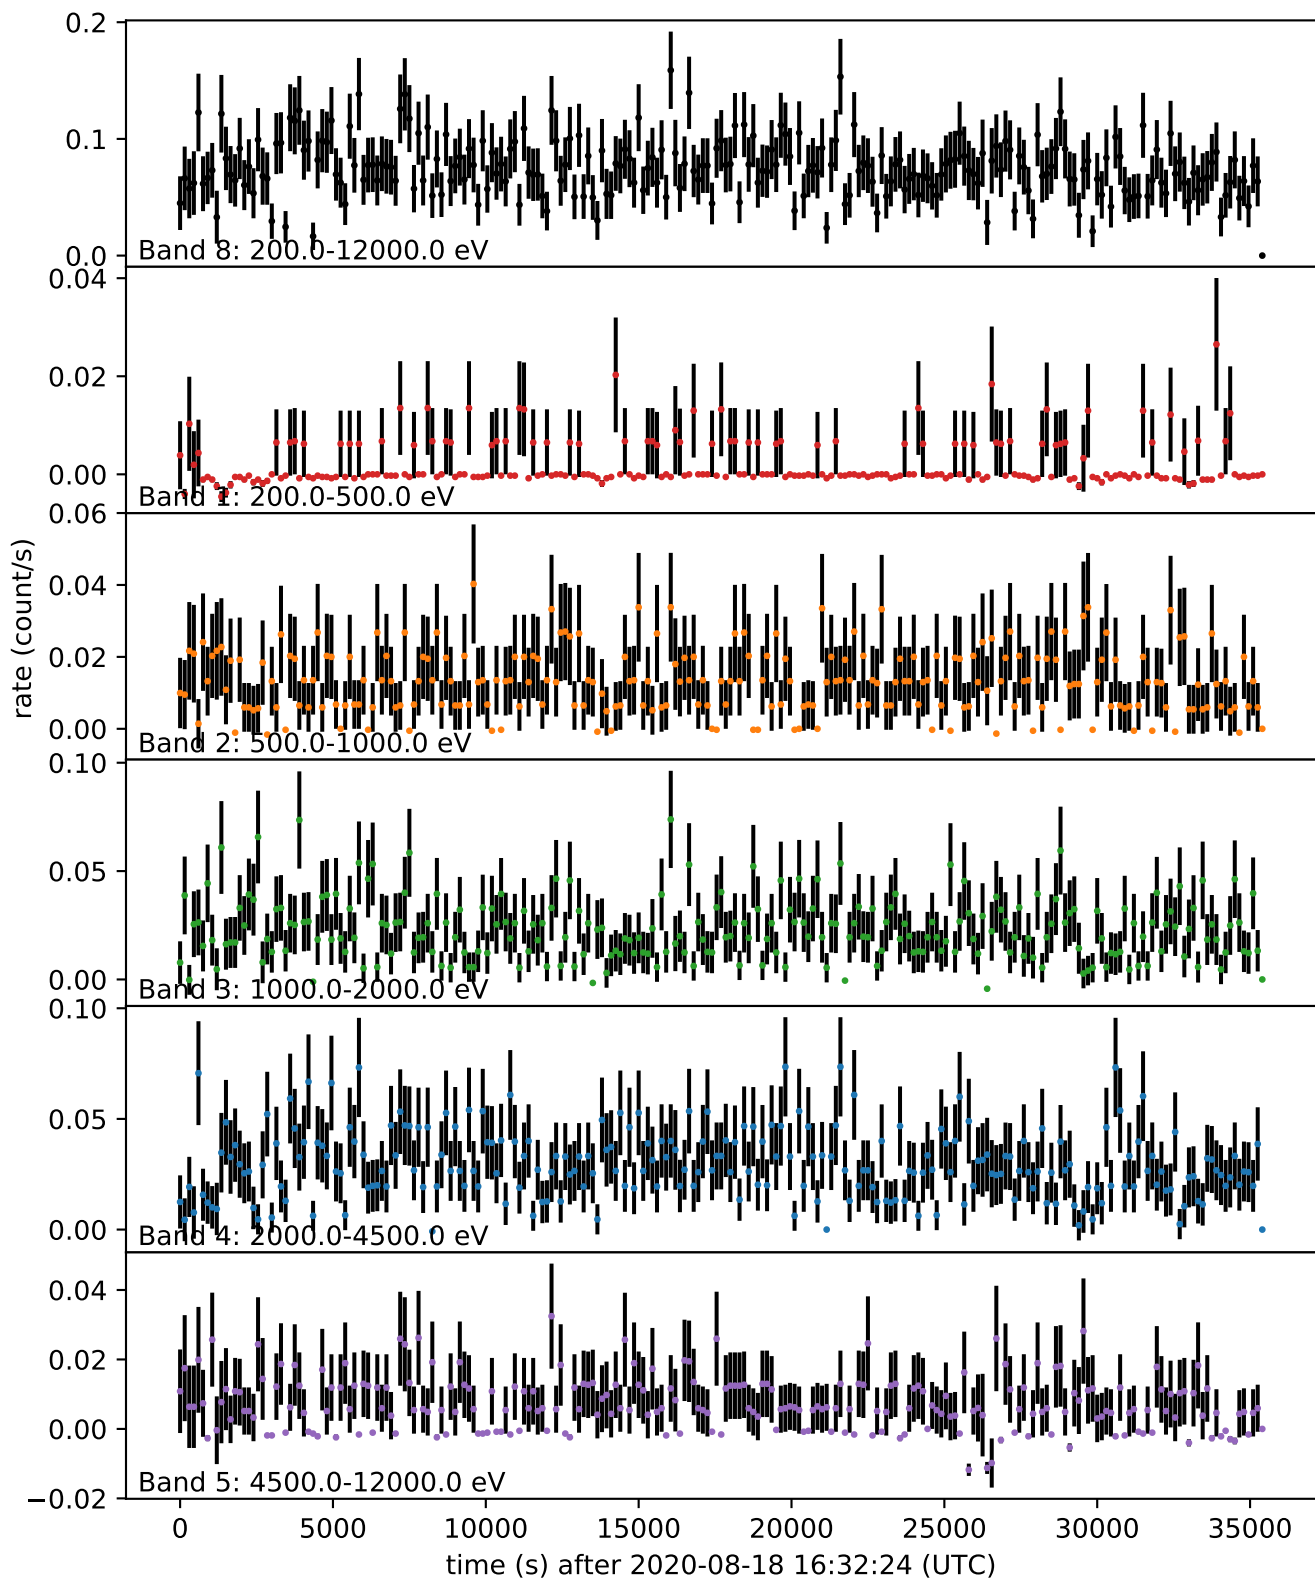 0.2
0.1
0.0
Band 8: 200.0-12000.0 eV
0.04
0.02
0.00
Band 1: 200.0-500.0 eV
0.06
0.04
0.02
0.00
Band 2: 500.0-1000.0 eV
rate (count/s)
0.10
0.05
0.00
Band 3: 1000.0-2000.0 eV
0.10
0.05
0.00
Band 4: 2000.0-4500.0 eV
0.04
0.02
0.00
−0.02
Band 5: 4500.0-12000.0 eV
0 5000 10000 15000 20000 25000 30000 35000
time (s) after 2020-08-18 16:32:24 (UTC)